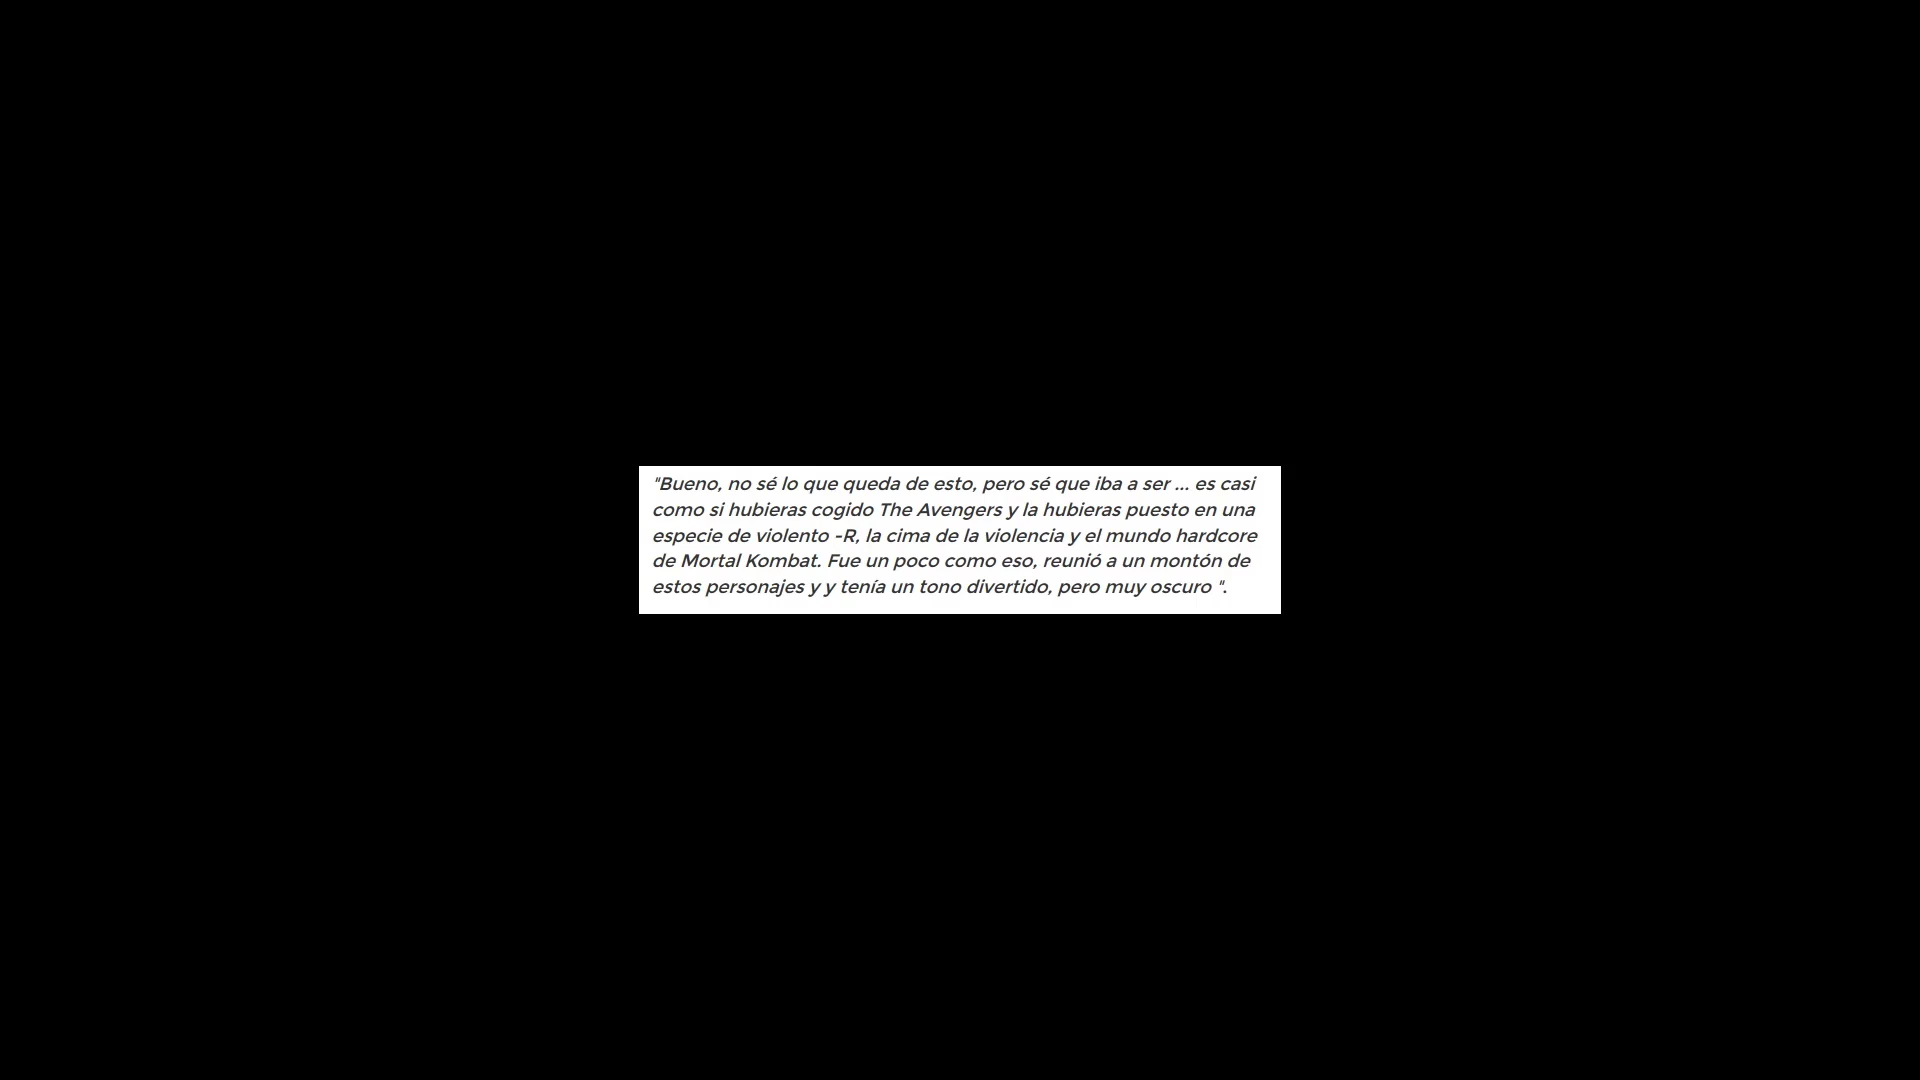 "Bueno, no sé lo que queda de esto, pero sé que iba a ser ... es casi
como si hubieras cogido The Avengers y la hubieras puesto en una
especie de violento -R, la cima de la violencia y el mundo hardcore
de Mortal Kombat. Fue un poco como eso, reunió a un montón de
estos personajes y y tenía un tono divertido, pero muy oscuro ".